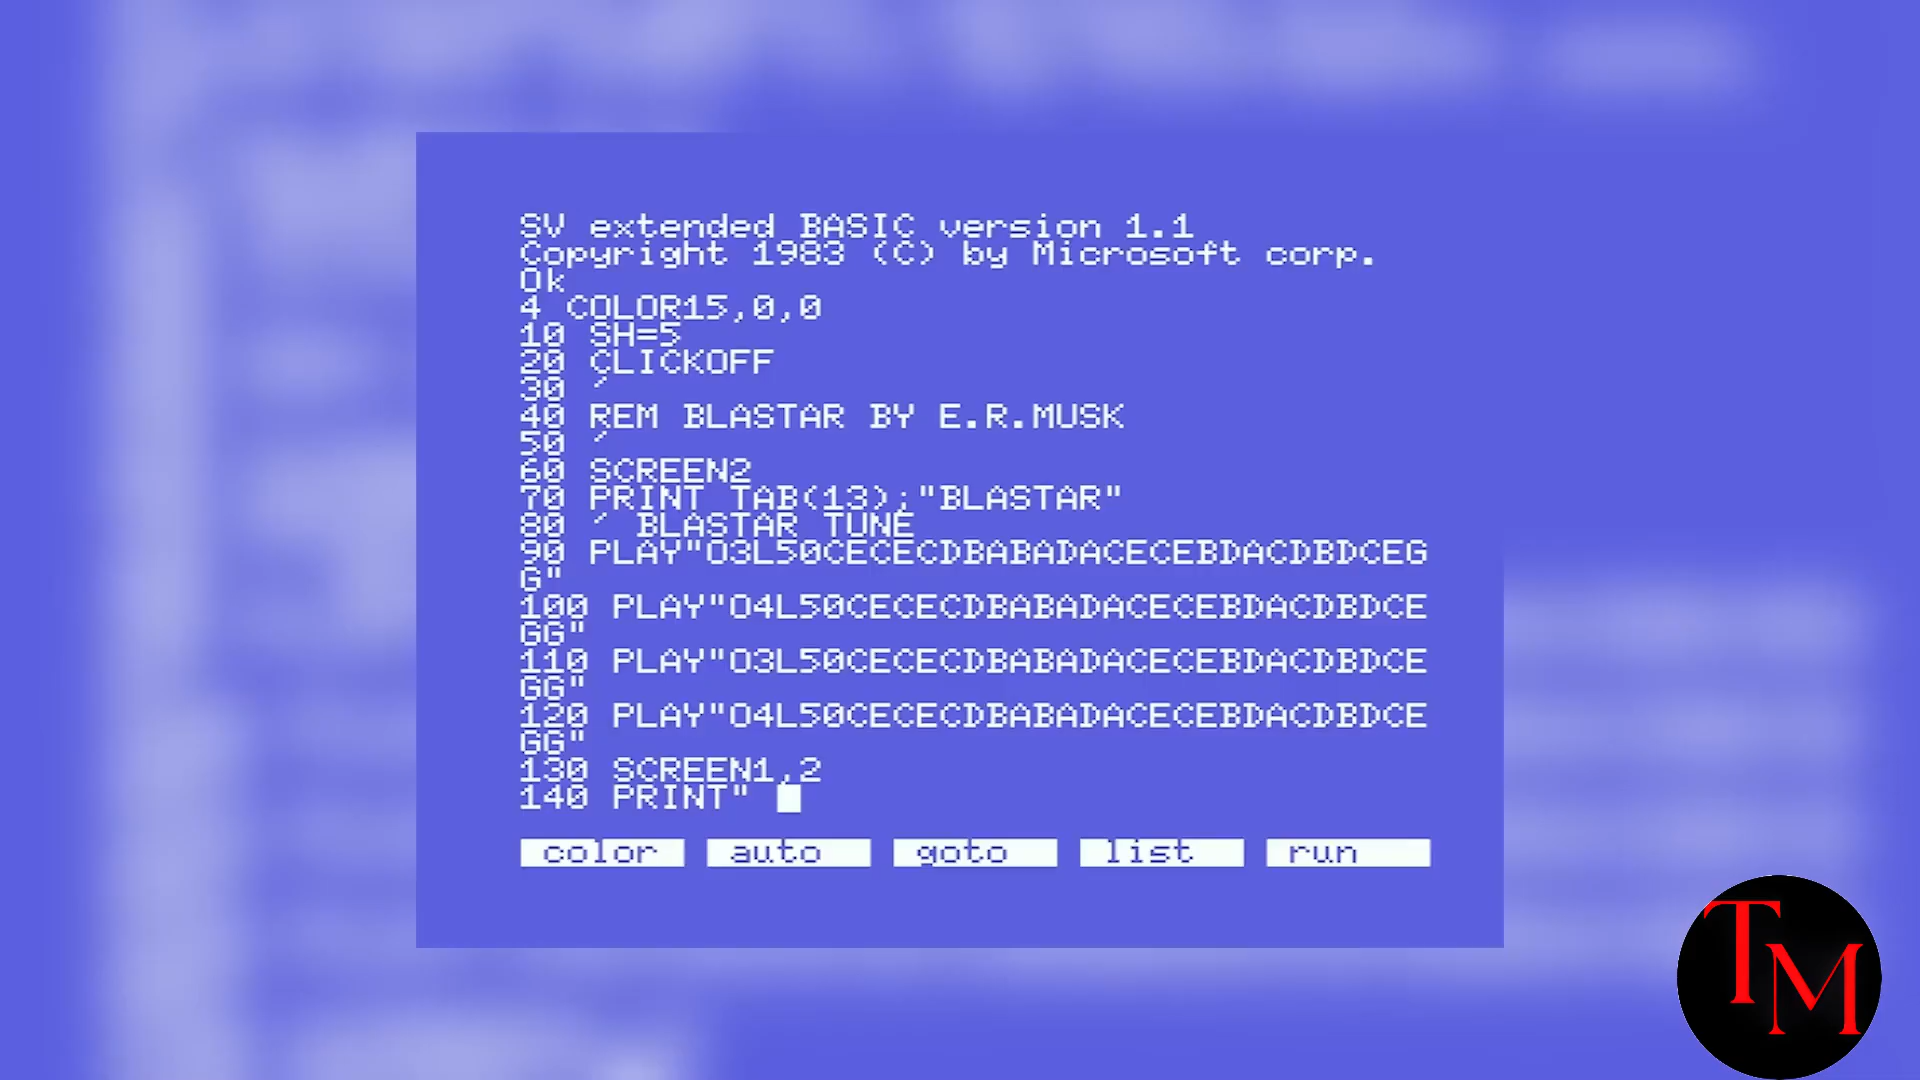 SV extended BASIC version 1.1
Copyright 1983 (C) by Microsoft corp.
Ok
4 COLOR15,0,0
10 SH=5
20 CLICKOFF
30 '
40 REM BLASTAR BY E.R.MUSK
50 '
60 SCREEN2
70 PRINT TAB(13);"BLASTAR"
80 ' BLASTAR TUNE
90 PLAY"O3L50CECECDBABADACECEBDACDBDCEG
G"
100 PLAY"O4L50CECECDBABADACECEBDACDBDCE
GG"
110 PLAY"O3L50CECECDBABADACECEBDACDBDCE
GG"
120 PLAY"O4L50CECECDBABADACECEBDACDBDCE
GG"
130 SCREEN1,2
140 PRINT"
color auto goto list run
TM